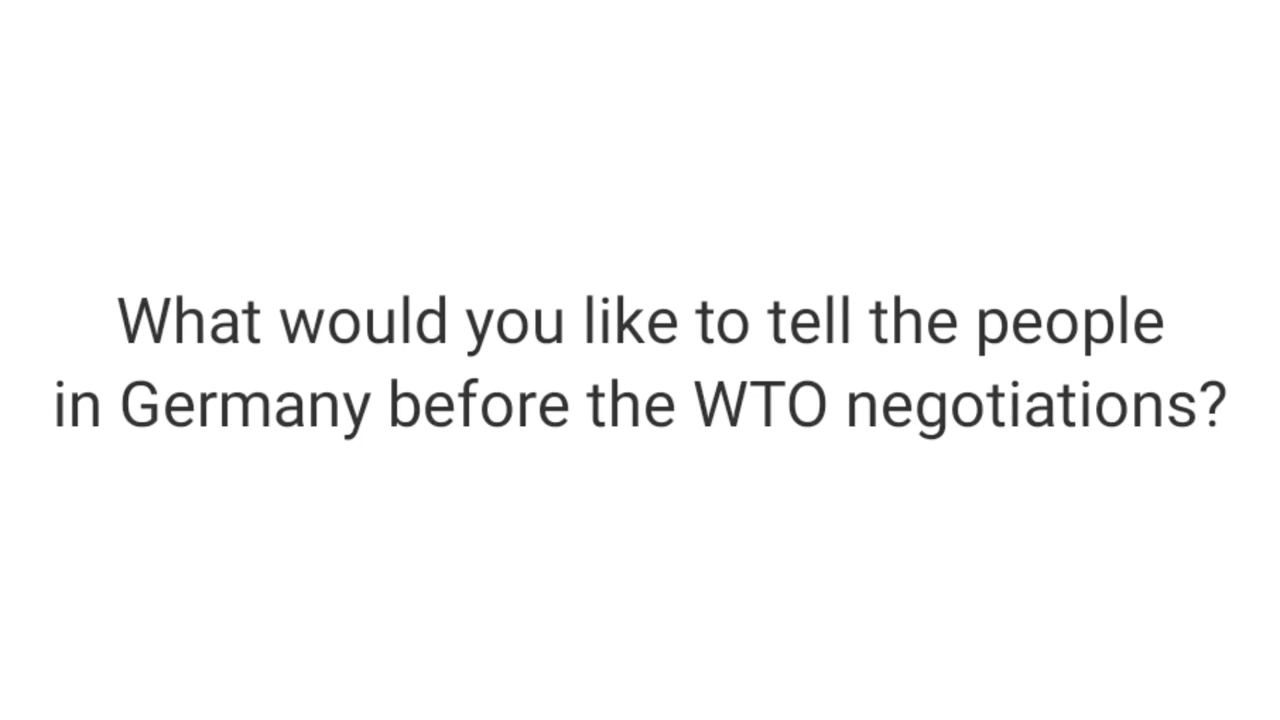 What would you like to tell the people
in Germany before the WTO negotiations?